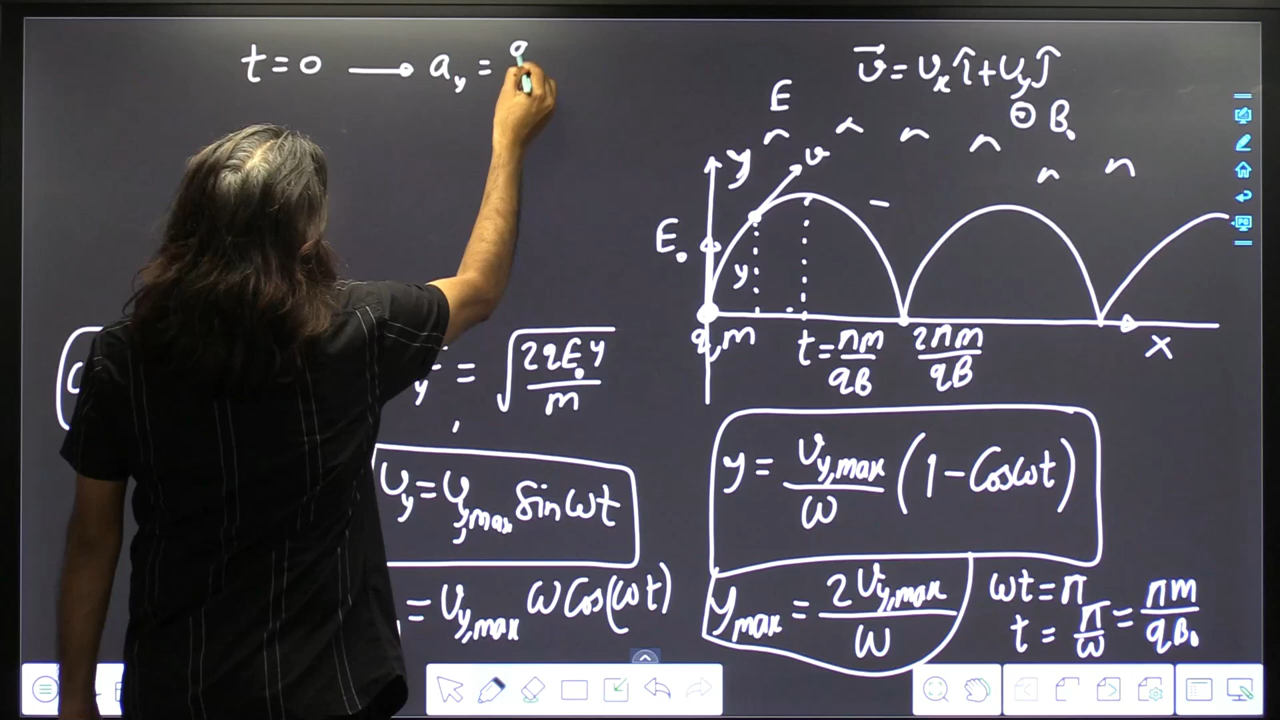 t=0 → a_y =
v⃗ = v_x î + v_y ĵ
E
⊙ B₀
y
v
E₀
y
q,m
t = πm/qB
2πm/qB
x
= √(2qE₀y/m)
v_y = v_y,max sin ωt
y = v_y,max/ω (1 - cos ωt)
= v_y,max ω cos(ωt)
y_max = 2v_y,max/ω
ωt = π
t = π/ω = πm/qB₀